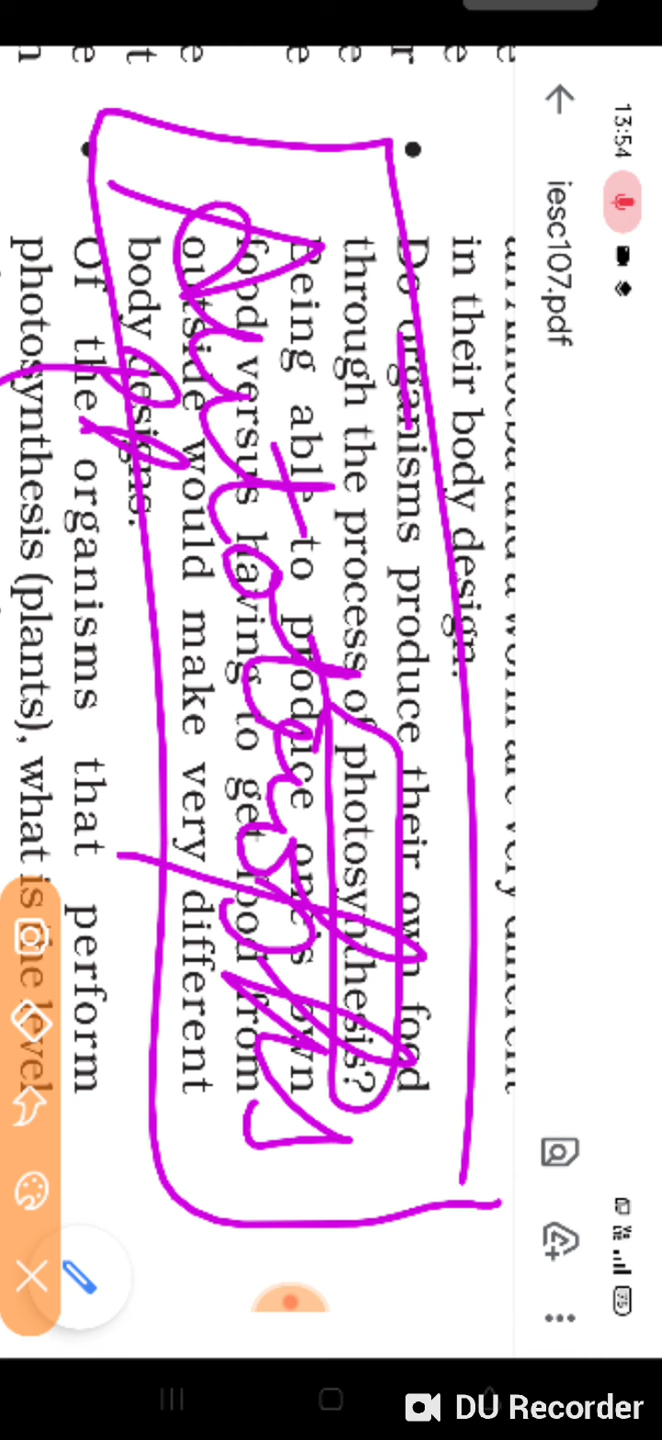 13:54
75
iesc107.pdf
in their body design.
Do organisms produce their own food
through the process of photosynthesis?
Being able to produce one's own
food versus having to get food from
outside would make very different
body designs.
Of the organisms that perform
photosynthesis (plants), what is the level
DU Recorder